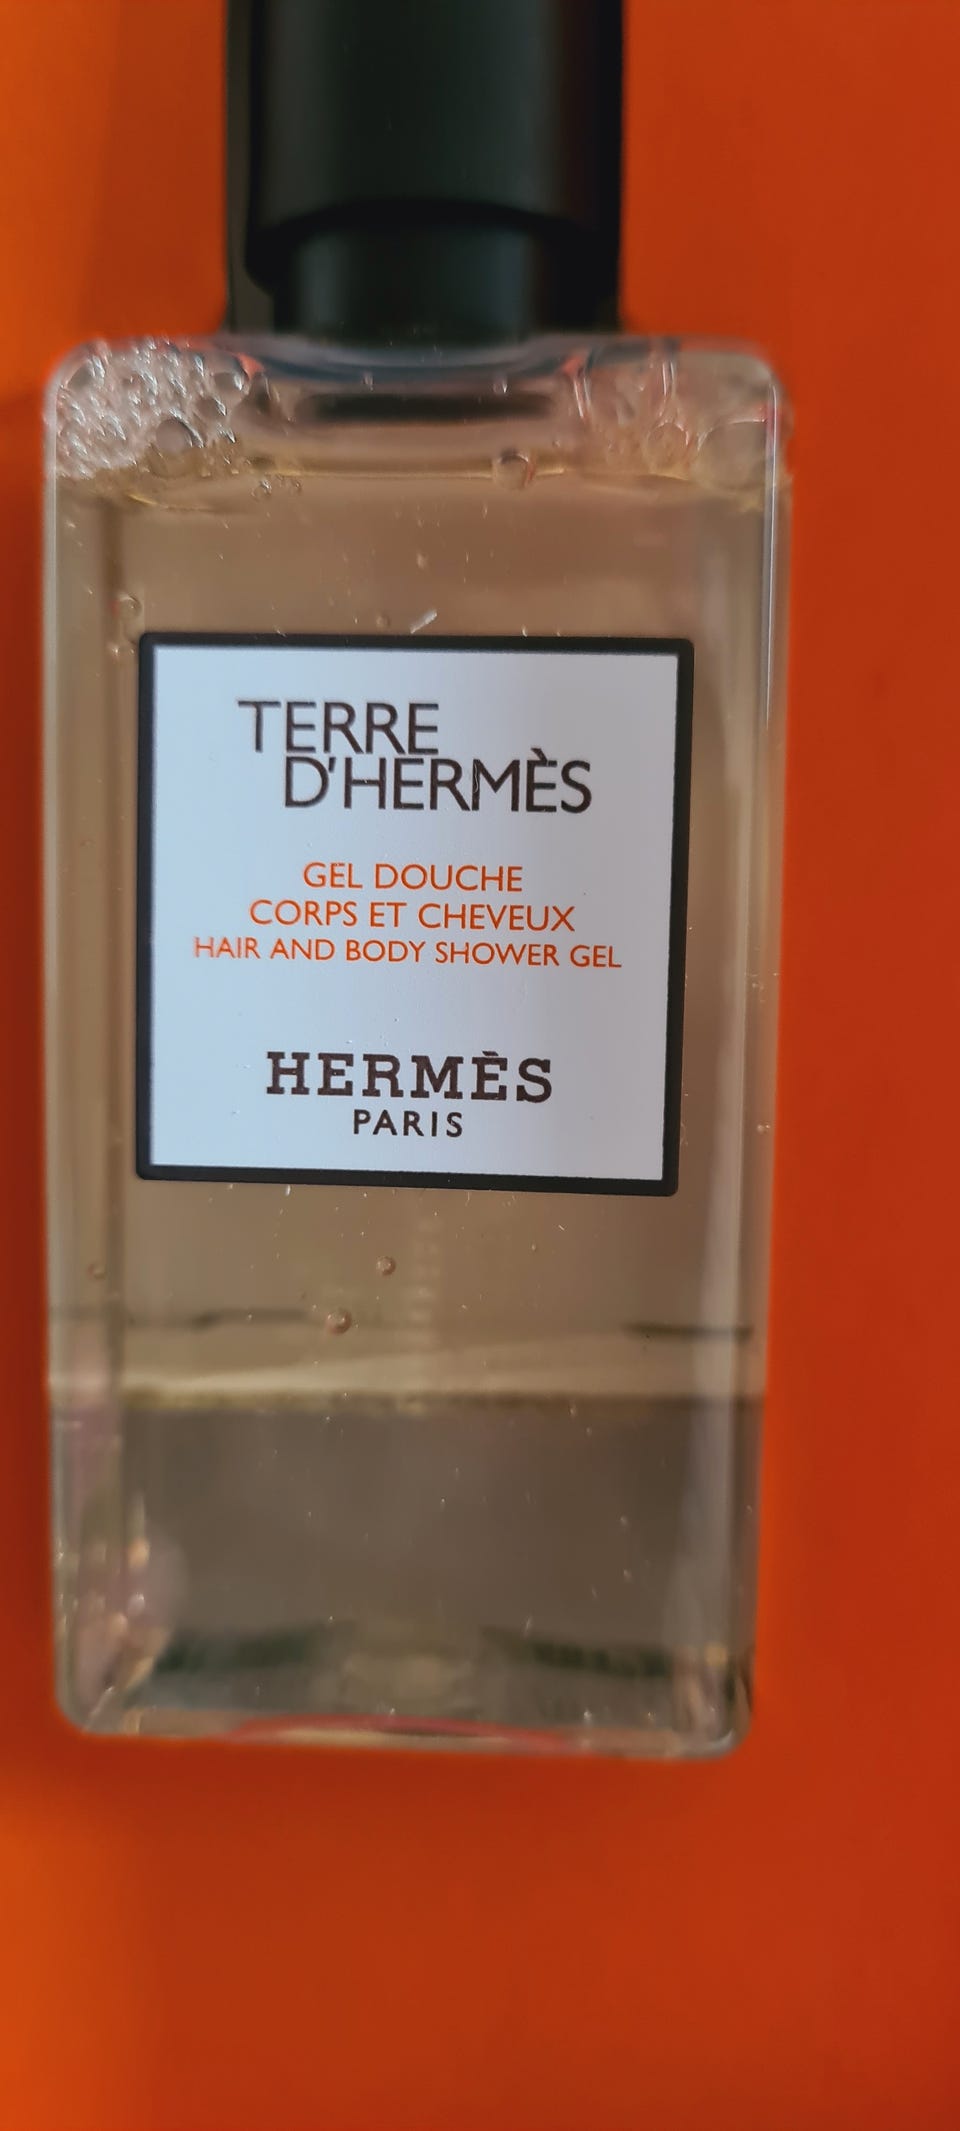 TERRE
D'HERMÈS
GEL DOUCHE
CORPS ET CHEVEUX
HAIR AND BODY SHOWER GEL
HERMÈS
PARIS